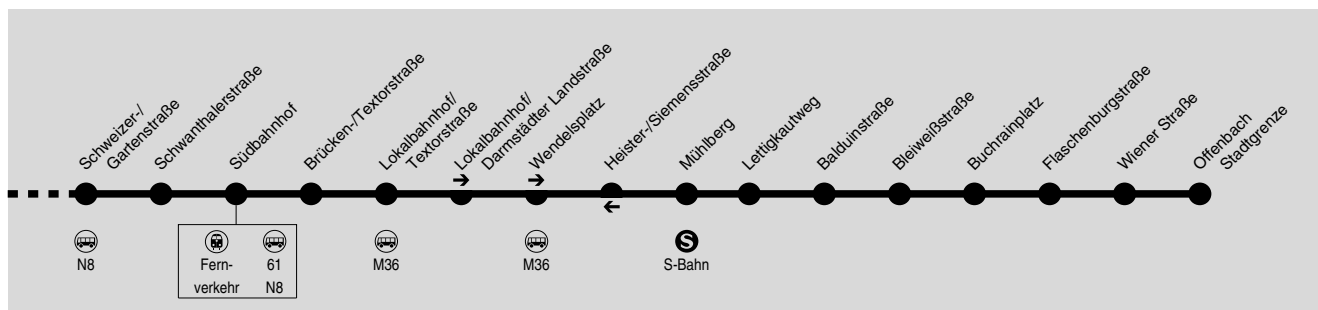 Schweizer-/
Gartenstraße
Schwanthalerstraße
Südbahnhof
Brücken-/Textorstraße
Lokalbahnhof/
Textorstraße
Lokalbahnhof/
Darmstädter Landstraße
Wendelsplatz
Heister-/Siemensstraße
Mühlberg
Lettigkautweg
Balduinstraße
Bleiweißstraße
Buchrainplatz
Flaschenburgstraße
Wiener Straße
Offenbach
Stadtgrenze
N8
Fern-
verkehr
61
N8
M36
M36
S
S-Bahn